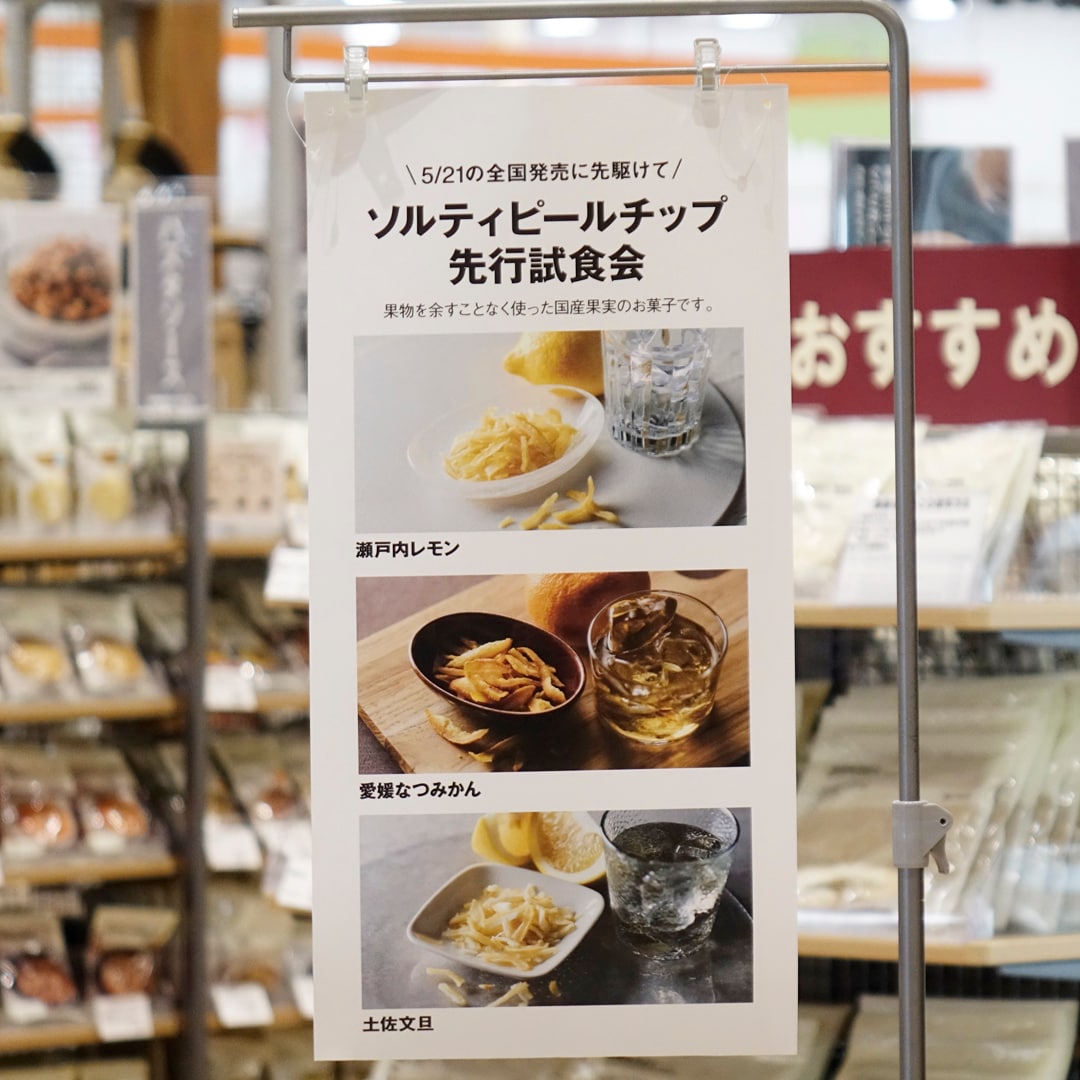 \ 5/21の全国発売に先駆けて /
ソルティピールチップ
先行試食会
果物を余すことなく使った国産果実のお菓子です。
瀬戸内レモン
愛媛なつみかん
土佐文旦
おすすめ